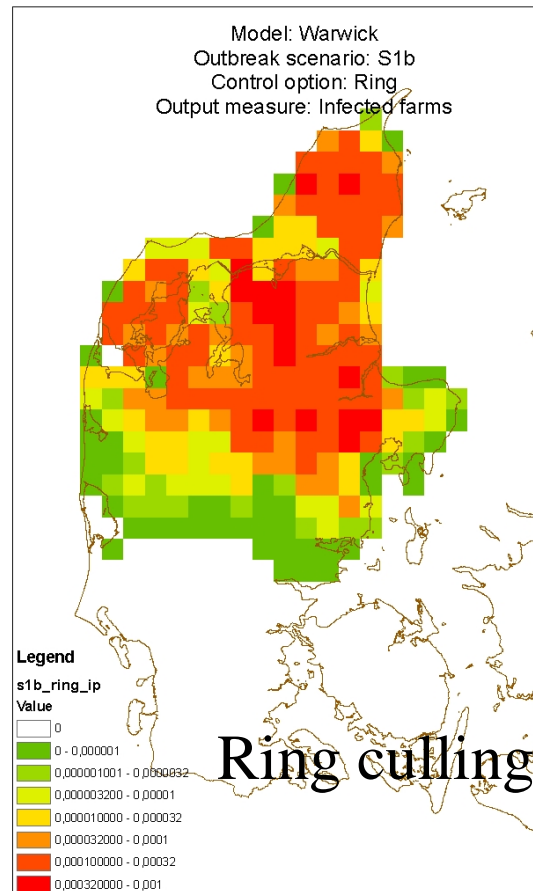 Model: Warwick
Outbreak scenario: S1b
Control option: Ring
Output measure: Infected farms
Legend
s1b_ring_ip
Value
0
0 - 0,000001
0,000001001 - 0,0000032
0,000003200 - 0,00001
0,000010000 - 0,000032
0,000032000 - 0,0001
0,000100000 - 0,00032
0,000320000 - 0,001
Ring culling